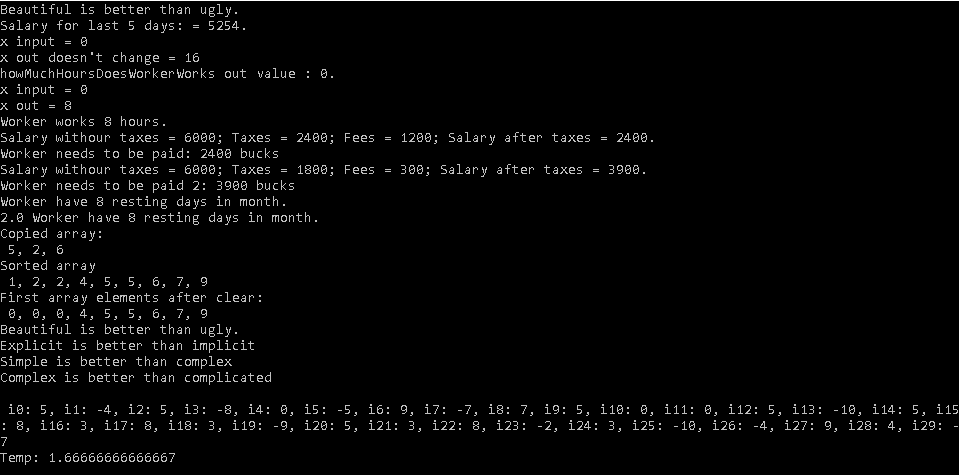 Beautiful is better than ugly.
Salary for last 5 days: = 5254.
x input = 0
x out doesn't change = 16
howMuchHoursDoesWorkerWorks out value : 0.
x input = 0
x out = 8
Worker works 8 hours.
Salary withour taxes = 6000; Taxes = 2400; Fees = 1200; Salary after taxes = 2400.
Worker needs to be paid: 2400 bucks
Salary withour taxes = 6000; Taxes = 1800; Fees = 300; Salary after taxes = 3900.
Worker needs to be paid 2: 3900 bucks
Worker have 8 resting days in month.
2.0 Worker have 8 resting days in month.
Copied array:
5, 2, 6
Sorted array
1, 2, 2, 4, 5, 5, 6, 7, 9
First array elements after clear:
0, 0, 0, 4, 5, 5, 6, 7, 9
Beautiful is better than ugly.
Explicit is better than implicit
Simple is better than complex
Complex is better than complicated
i0: 5, i1: -4, i2: 5, i3: -8, i4: 0, i5: -5, i6: 9, i7: -7, i8: 7, i9: 5, i10: 0, i11: 0, i12: 5, i13: -10, i14: 5, i15
: 8, i16: 3, i17: 8, i18: 3, i19: -9, i20: 5, i21: 3, i22: 8, i23: -2, i24: 3, i25: -10, i26: -4, i27: 9, i28: 4, i29: -
7
Temp: 1.66666666666667